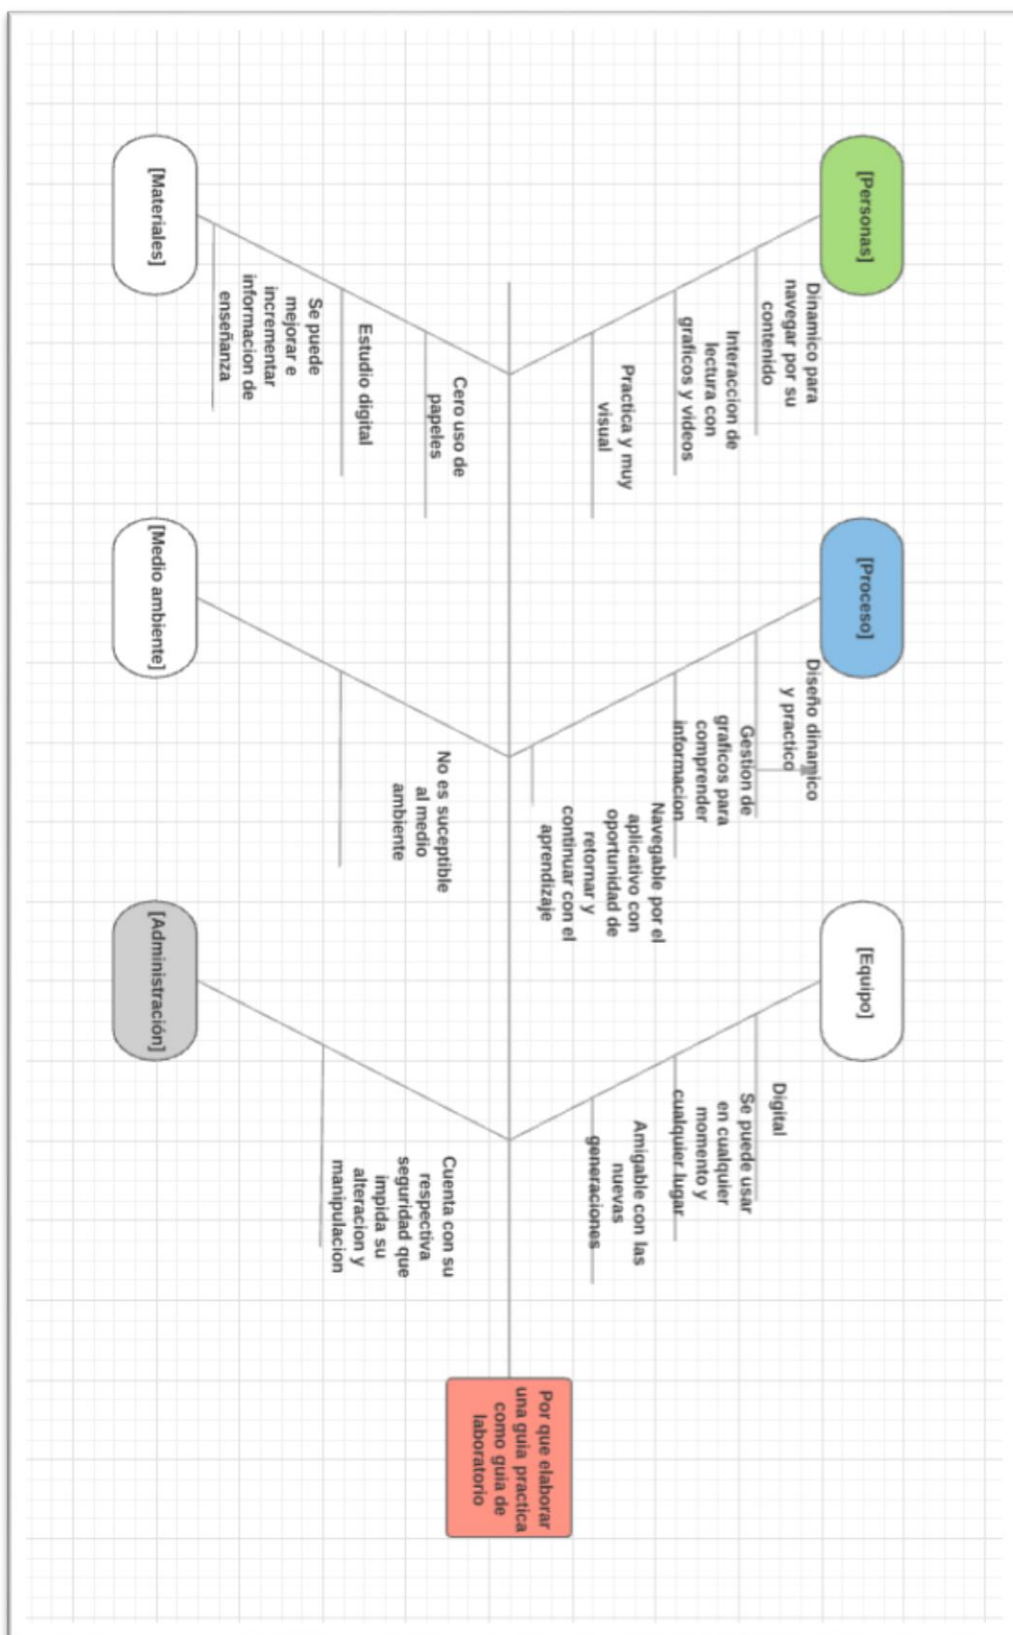 [Personas]
Dinamico para
navegar por su
contenido
Interaccion de
lectura con
graficos y videos
Practica y muy
visual
[Proceso]
Diseño dinamico
y practico
Gestion de
graficos para
comprender
informacion
Navegable por el
aplicativo con
oportunidad de
retornar y
continuar con el
aprendizaje
[Equipo]
Digital
Se puede usar
en cualquier
momento y
cualquier lugar
Amigable con las
nuevas
generaciones
Por que elaborar
una guia practica
como guia de
laboratorio
[Materiales]
Cero uso de
papeles
Estudio digital
Se puede
mejorar e
incrementar
informacion de
enseñanza
[Medio ambiente]
No es suceptible
al medio
ambiente
[Administración]
Cuenta con su
respectiva
seguridad que
impida su
alteracion y
manipulacion